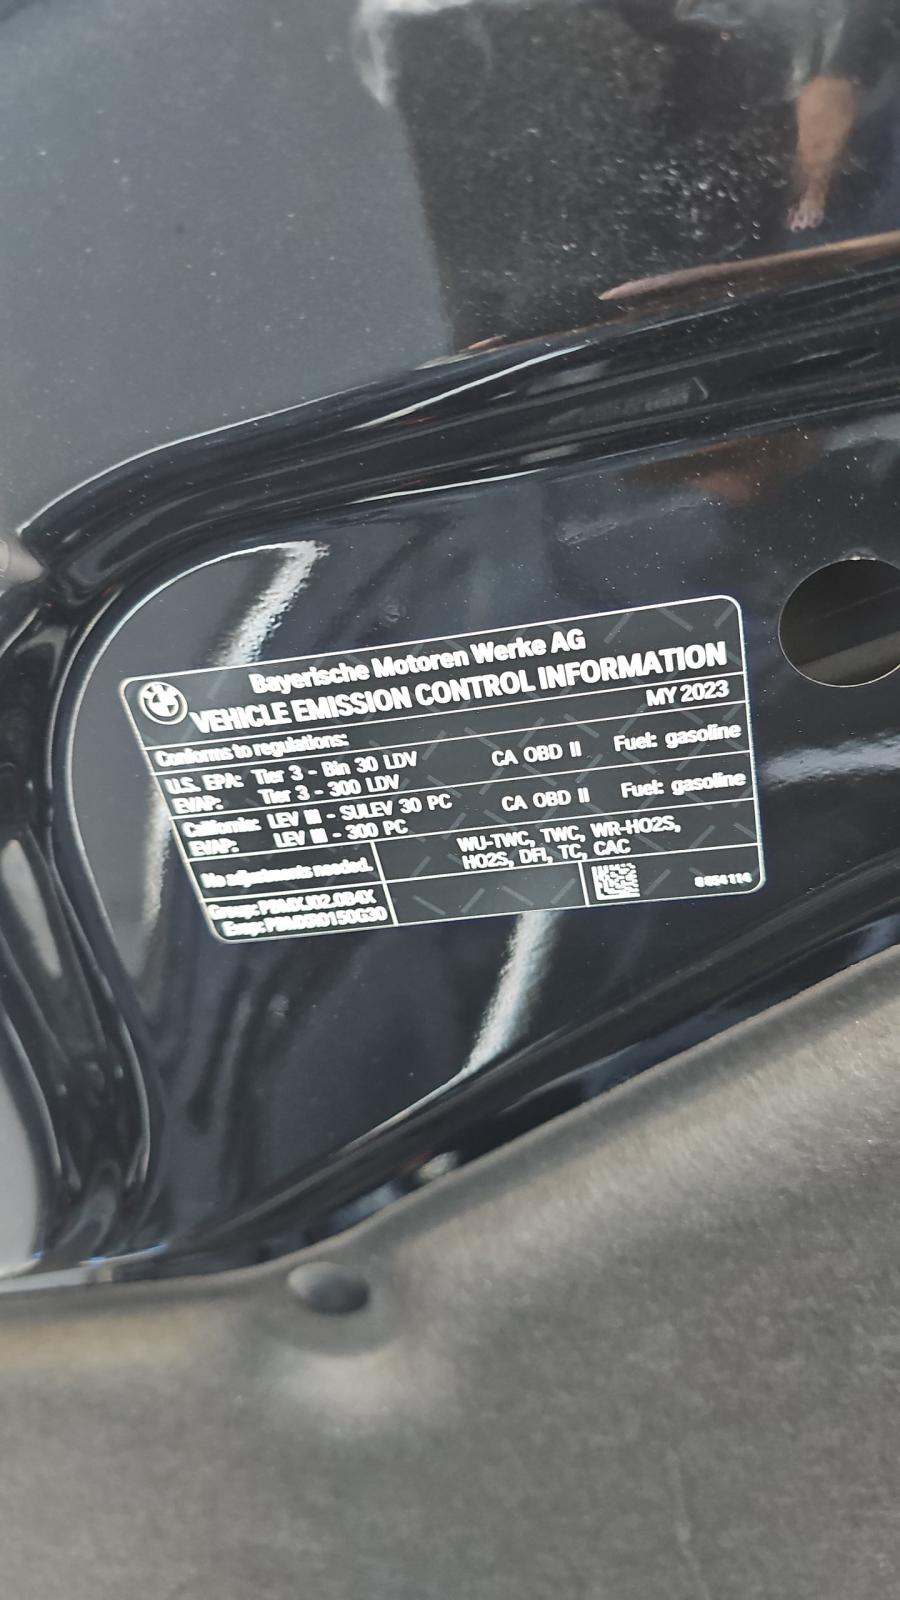 Bayerische Motoren Werke AG
VEHICLE EMISSION CONTROL INFORMATION
MY 2023
Conforms to regulations:
U.S. EPA: Tier 3 - Bin 30 LDV CA OBD II Fuel: gasoline
EVAP: Tier 3 - 300 LDV
California: LEV III - SULEV 30 PC CA OBD II Fuel: gasoline
EVAP: LEV III - 300 PC
No adjustments needed.
WU-TWC, TWC, WR-HO2S,
HO2S, DFI, TC, CAC
Group:
Evap: